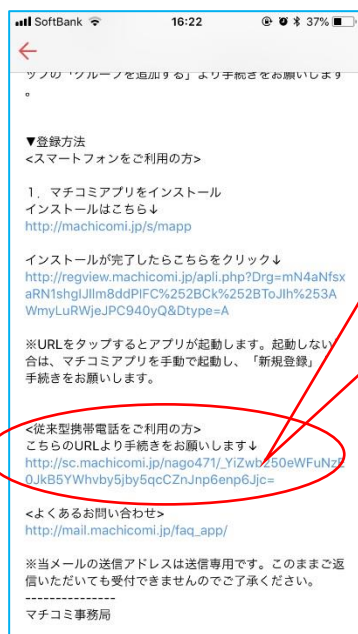 SoftBank 16:22 37%
ップの「グループを追加する」より手続きをお願いします
。
▼登録方法
<スマートフォンをご利用の方>
１．マチコミアプリをインストール
インストールはこちら↓
http://machicomi.jp/s/mapp
インストールが完了したらこちらをクリック↓
http://regview.machicomi.jp/apli.php?Drg=mN4aNfsx
aRN1shglJIlm8ddPIFC%252BCk%252BToJIh%253A
WmyLuRWjeJPC940yQ&Dtype=A
※URLをタップするとアプリが起動します。起動しない
合は、マチコミアプリを手動で起動し、「新規登録」
手続きをお願いします。
<従来型携帯電話をご利用の方>
こちらのURLより手続きをお願いします↓
http://sc.machicomi.jp/nago471/_YiZwb250eWFuNzE
0JkB5YWhvby5jby5qcCZnJnp6enp6Jjc=
<よくあるお問い合わせ>
http://mail.machicomi.jp/faq_app/
※当メールの送信アドレスは送信専用です。このままご返
信いただいても受付できませんのでご了承ください。
---------------
マチコミ事務局